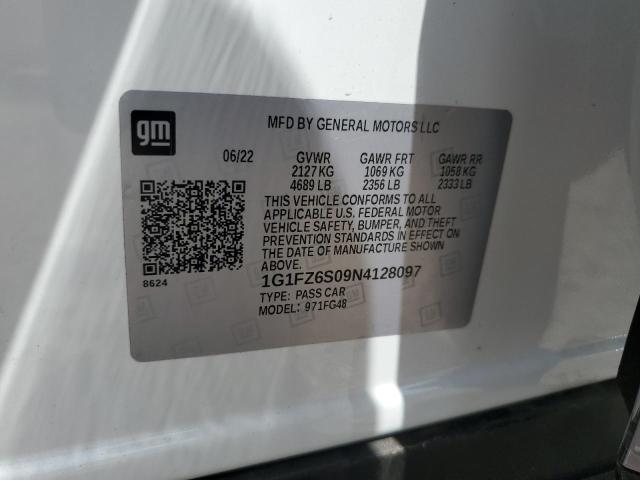 gm
MFD BY GENERAL MOTORS LLC
06/22 GVWR GAWR FRT GAWR RR
2127 KG 1069 KG 1058 KG
4689 LB 2356 LB 2333 LB
THIS VEHICLE CONFORMS TO ALL
APPLICABLE U.S. FEDERAL MOTOR
VEHICLE SAFETY, BUMPER, AND THEFT
PREVENTION STANDARDS IN EFFECT ON
THE DATE OF MANUFACTURE SHOWN
ABOVE.
8624
1G1FZ6S09N4128097
TYPE: PASS CAR
MODEL: 971FG48